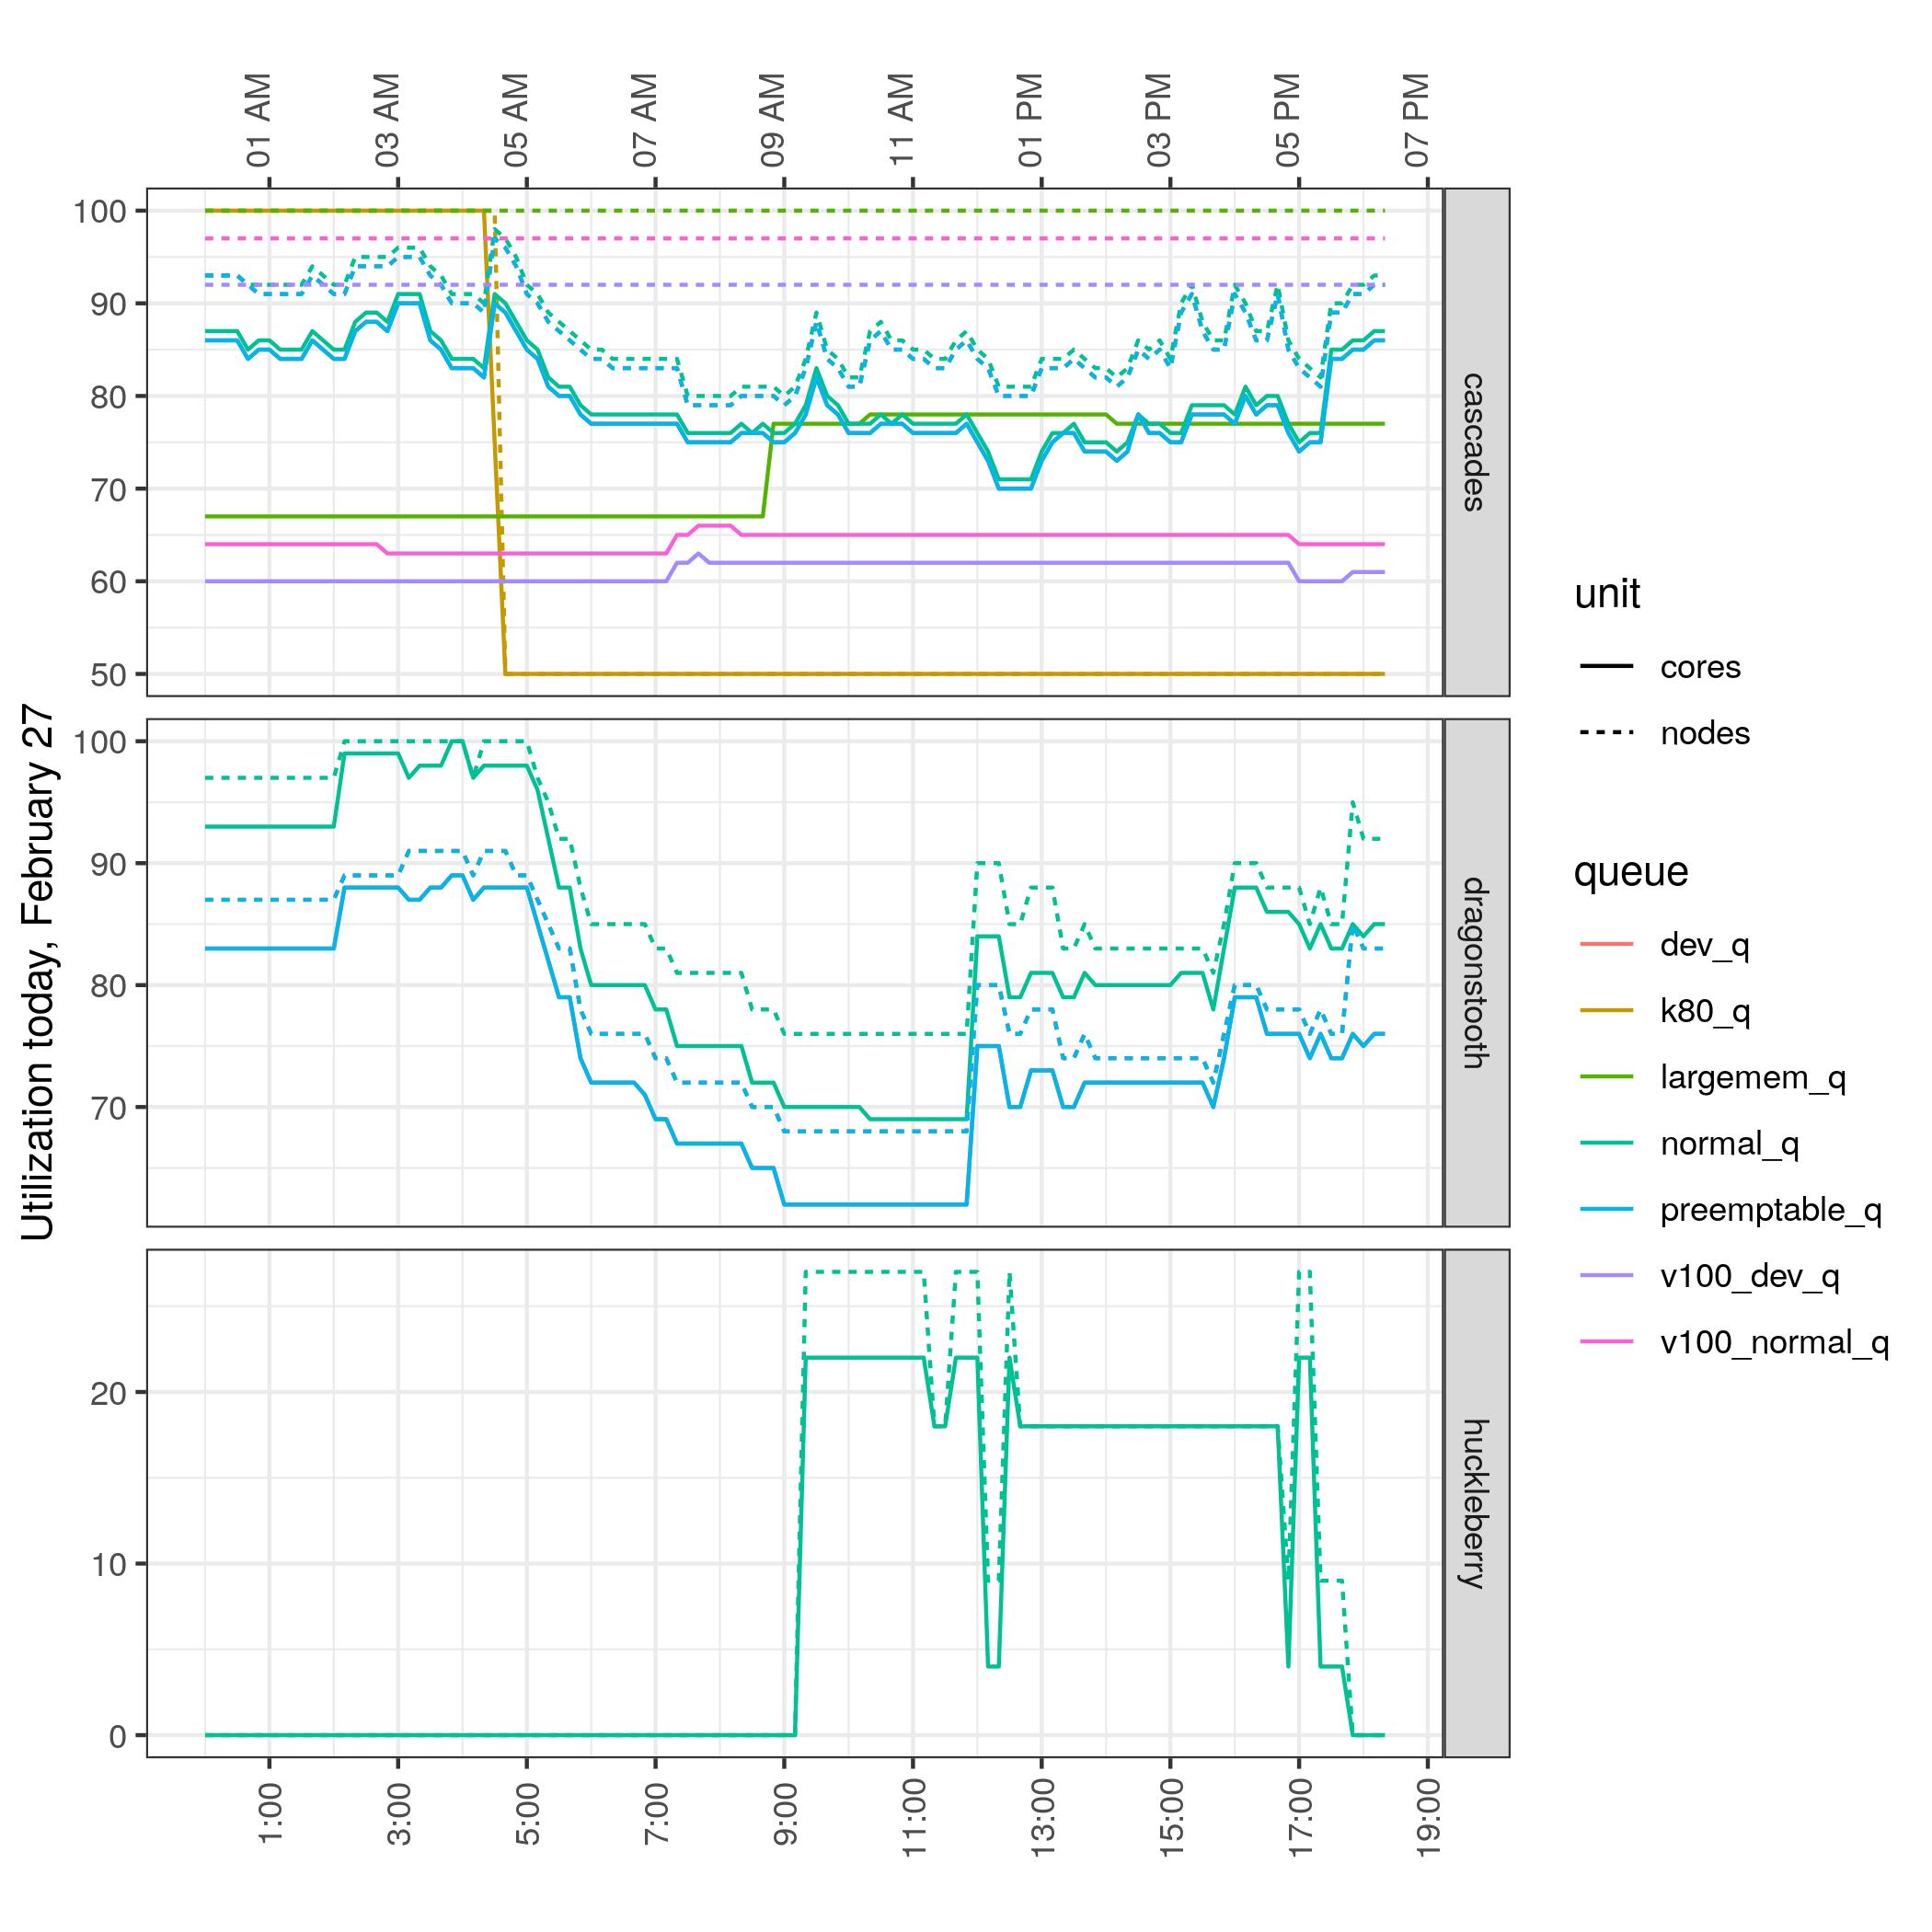 01 AM
03 AM
05 AM
07 AM
09 AM
11 AM
01 PM
03 PM
05 PM
07 PM
Utilization today, February 27
100
90
80
70
60
50
cascades
100
90
80
70
dragonstooth
20
10
0
huckleberry
1:00
3:00
5:00
7:00
9:00
11:00
13:00
15:00
17:00
19:00
unit
cores
nodes
queue
dev_q
k80_q
largemem_q
normal_q
preemptable_q
v100_dev_q
v100_normal_q